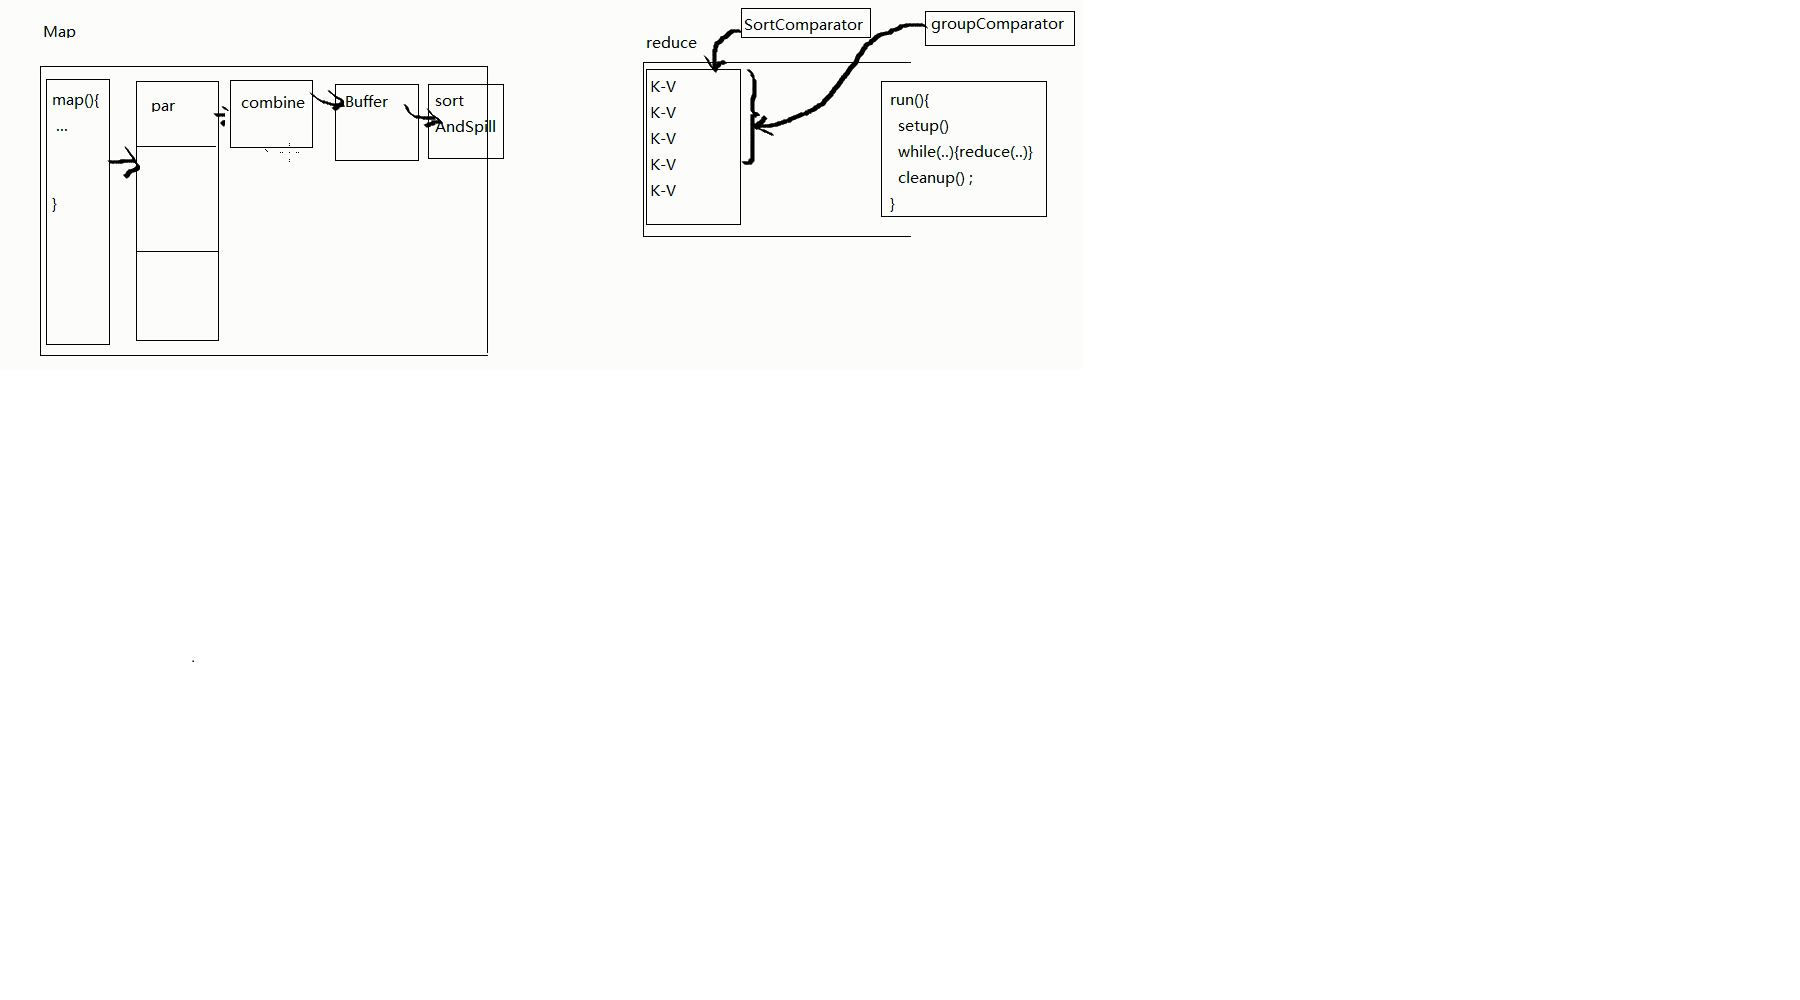 Map
map(){
...
}
par
combine
Buffer
sort
AndSpill
reduce
SortComparator
groupComparator
K-V
K-V
K-V
K-V
K-V
run(){
setup()
while(..){reduce(..)}
cleanup() ;
}